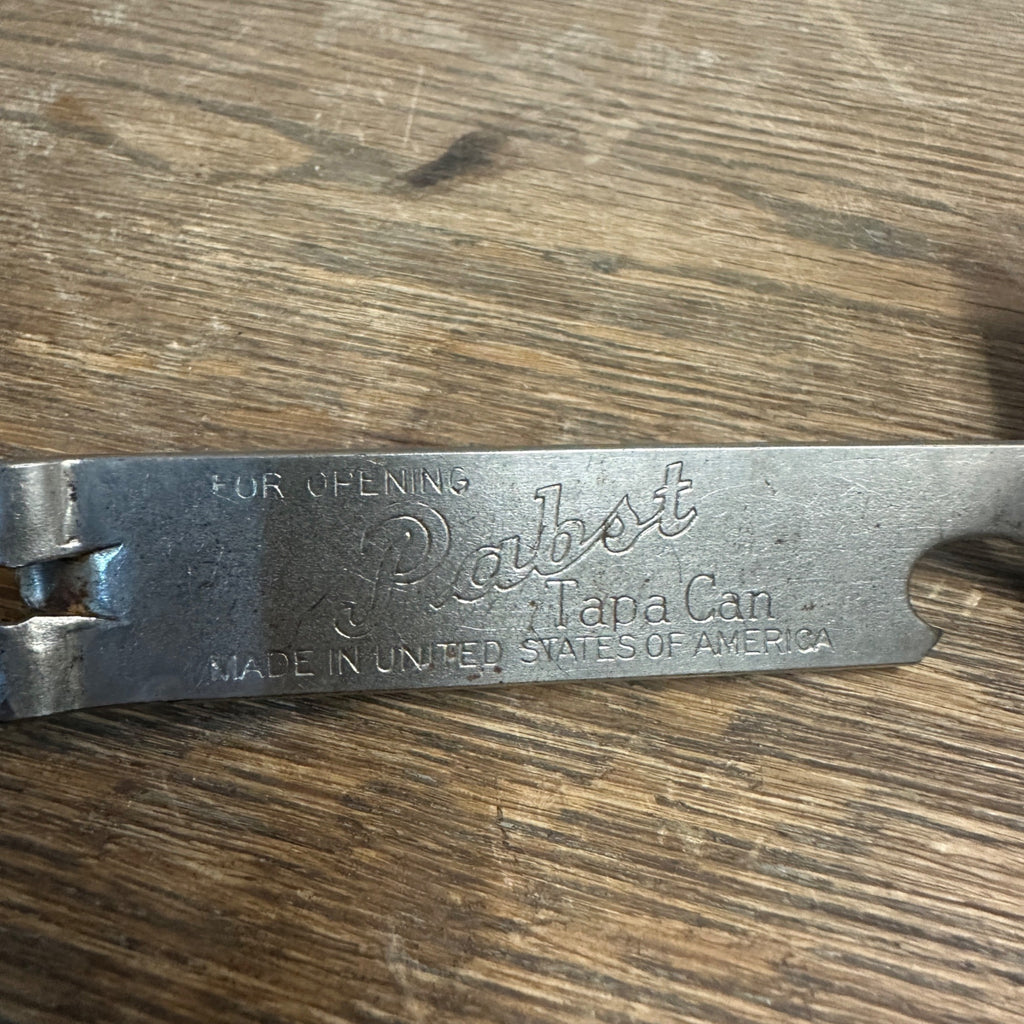 FOR OPENING
Pabst
Tapa Can
MADE IN UNITED STATES OF AMERICA